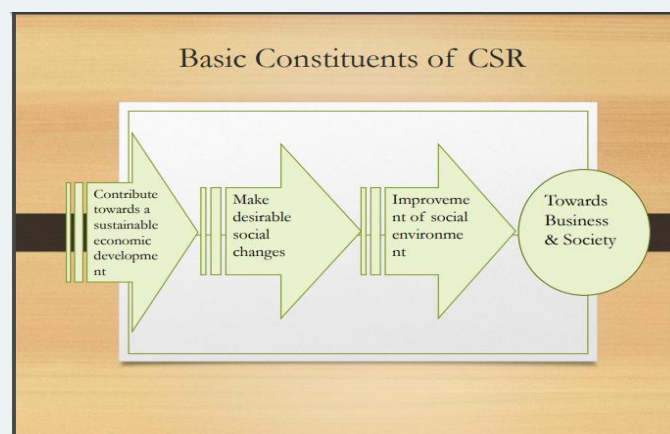 Basic Constituents of CSR
Contribute
towards a
sustainable
economic
developme
nt
Make
desirable
social
changes
Improveme
nt of social
environme
nt
Towards
Business
& Society